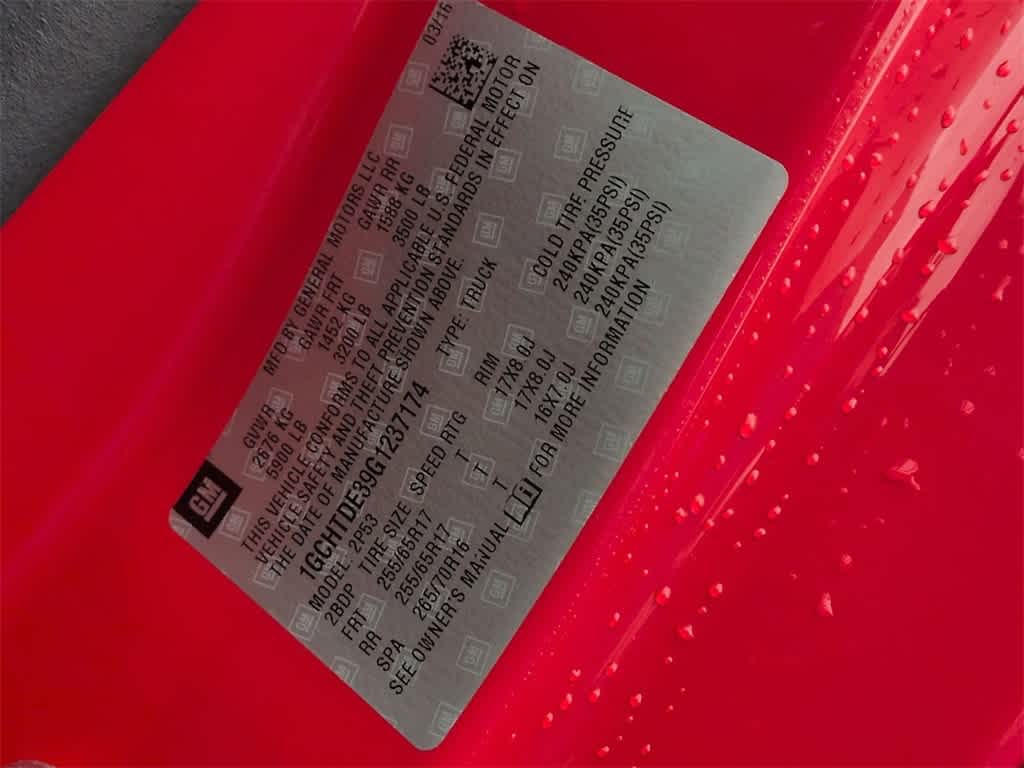 03/16
MFD BY GENERAL MOTORS LLC
GVWR GAWR FRT GAWR RR
2676 KG 1452 KG 1588 KG
5900 LB 3200 LB 3500 LB
THIS VEHICLE CONFORMS TO ALL APPLICABLE U.S. FEDERAL MOTOR
VEHICLE SAFETY AND THEFT PREVENTION STANDARDS IN EFFECT ON
THE DATE OF MANUFACTURE SHOWN ABOVE.
GM
1GCHTDE39G1237174 TYPE: TRUCK
MODEL: 2P53
2BDP TIRE SIZE SPEED RTG RIM COLD TIRE PRESSURE
FRT 255/65R17 T 17X8.0J 240KPA(35PSI)
RR 255/65R17 T 17X8.0J 240KPA(35PSI)
SPA 265/70R16 T 16X7.0J 240KPA(35PSI)
SEE OWNER'S MANUAL FOR MORE INFORMATION